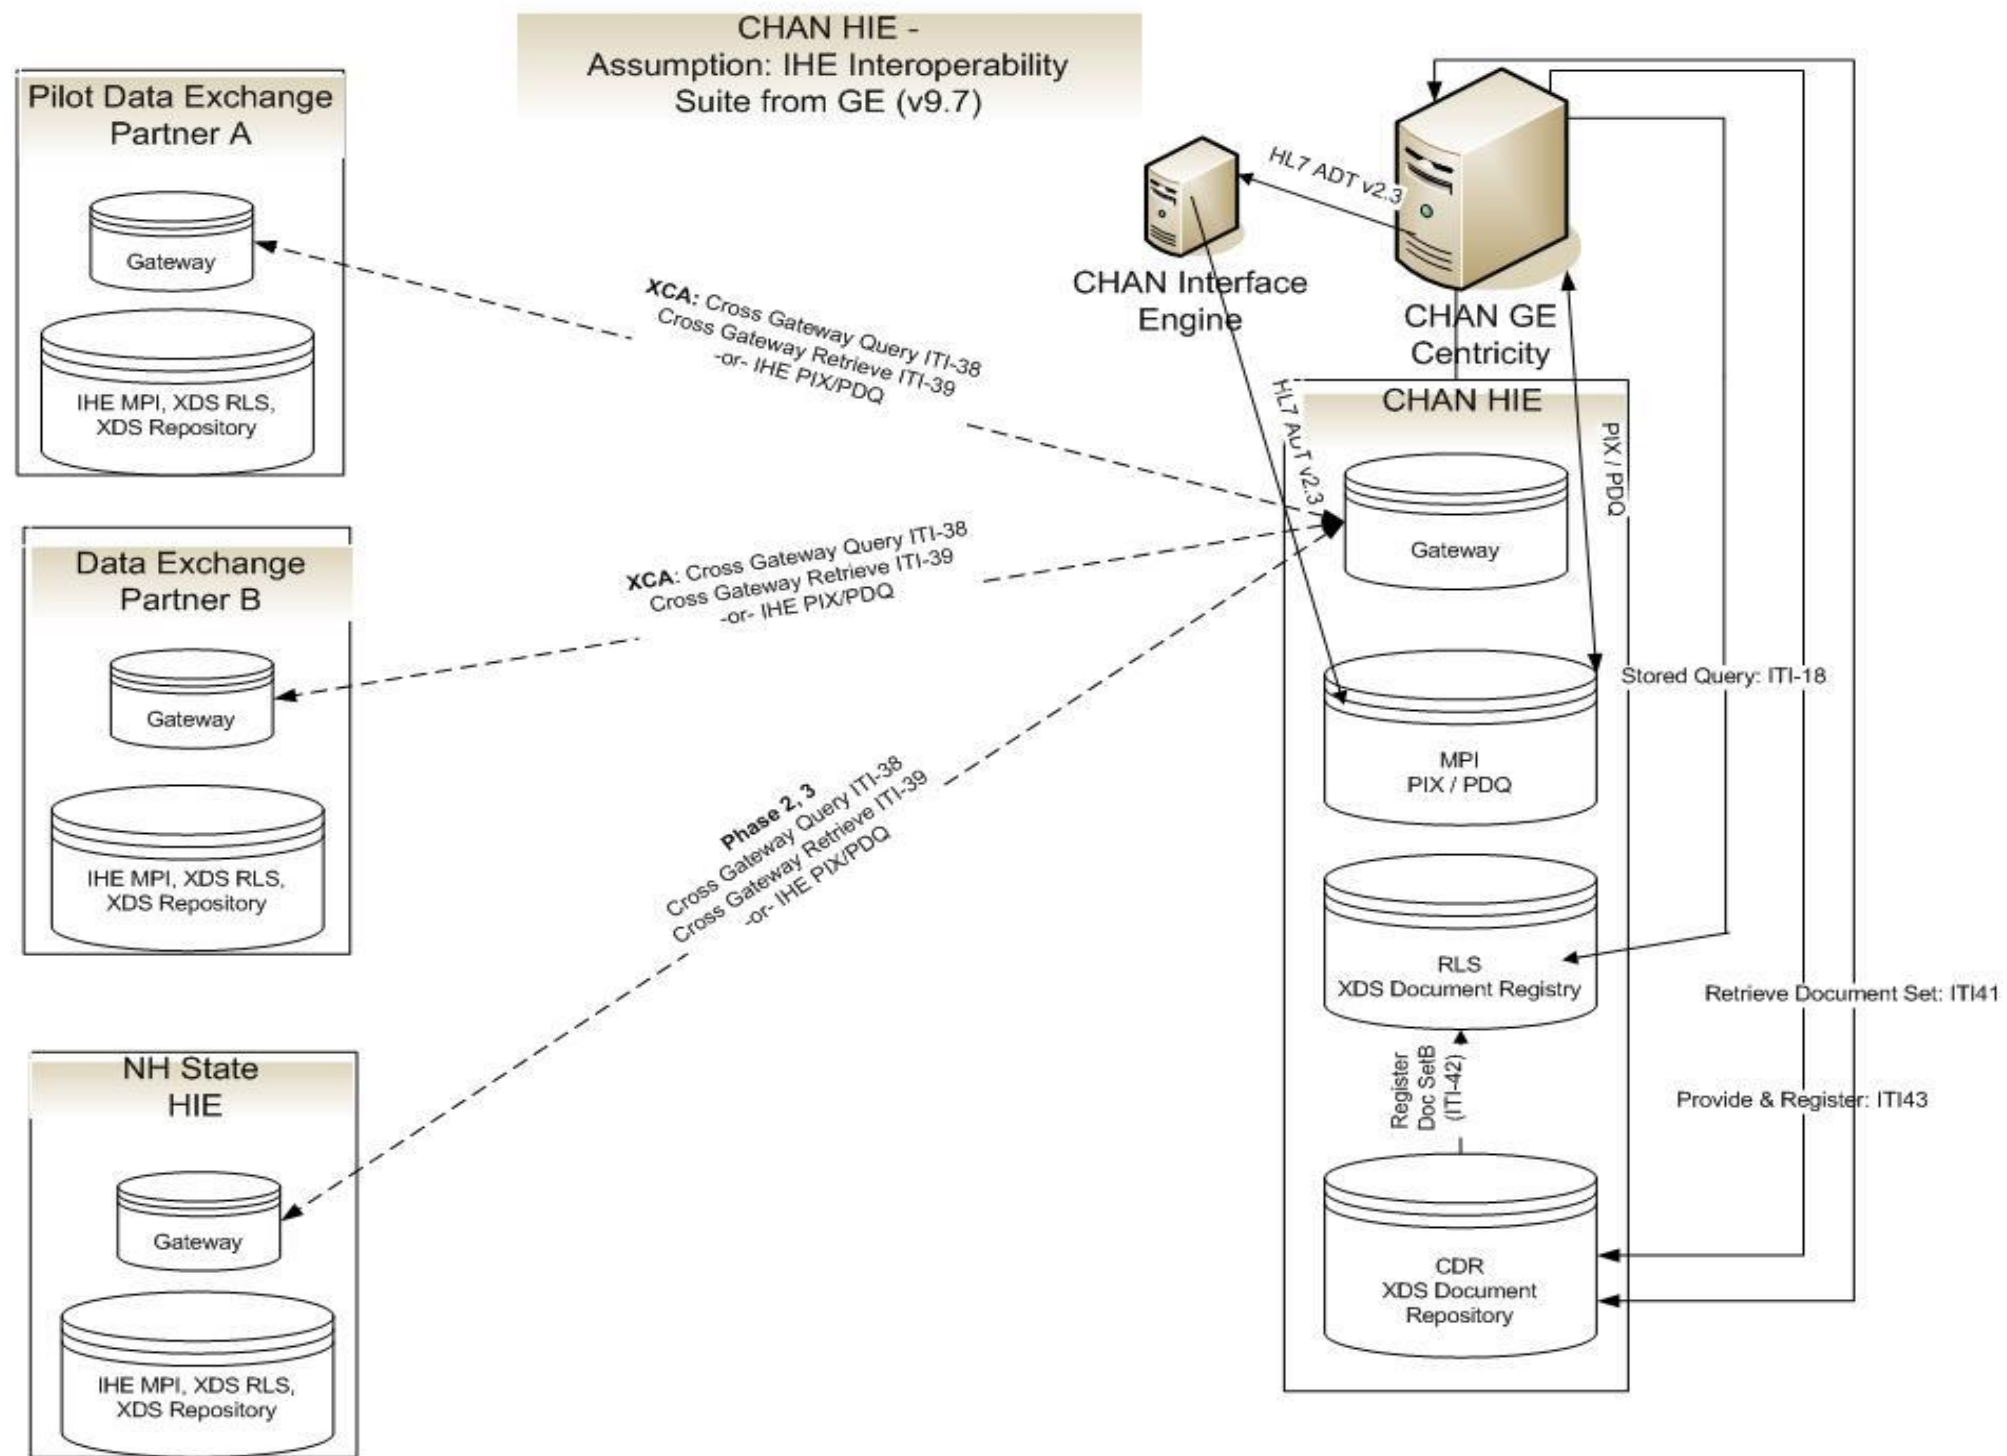 CHAN HIE -
Assumption: IHE Interoperability
Suite from GE (v9.7)
Pilot Data Exchange
Partner A
Gateway
IHE MPI, XDS RLS,
XDS Repository
Data Exchange
Partner B
Gateway
IHE MPI, XDS RLS,
XDS Repository
NH State
HIE
Gateway
IHE MPI, XDS RLS,
XDS Repository
XCA: Cross Gateway Query ITI-38
Cross Gateway Retrieve ITI-39
-or- IHE PIX/PDQ
XCA: Cross Gateway Query ITI-38
Cross Gateway Retrieve ITI-39
-or- IHE PIX/PDQ
Phase 2, 3
Cross Gateway Query ITI-38
Cross Gateway Retrieve ITI-39
-or- IHE PIX/PDQ
HL7 ADT v2.3
CHAN Interface
Engine
CHAN GE
Centricity
HL7 ADT v2.3
PIX / PDQ
CHAN HIE
Gateway
MPI
PIX / PDQ
Stored Query: ITI-18
RLS
XDS Document Registry
Retrieve Document Set: ITI41
Register
Doc SetB
(ITI-42)
Provide & Register: ITI43
CDR
XDS Document
Repository